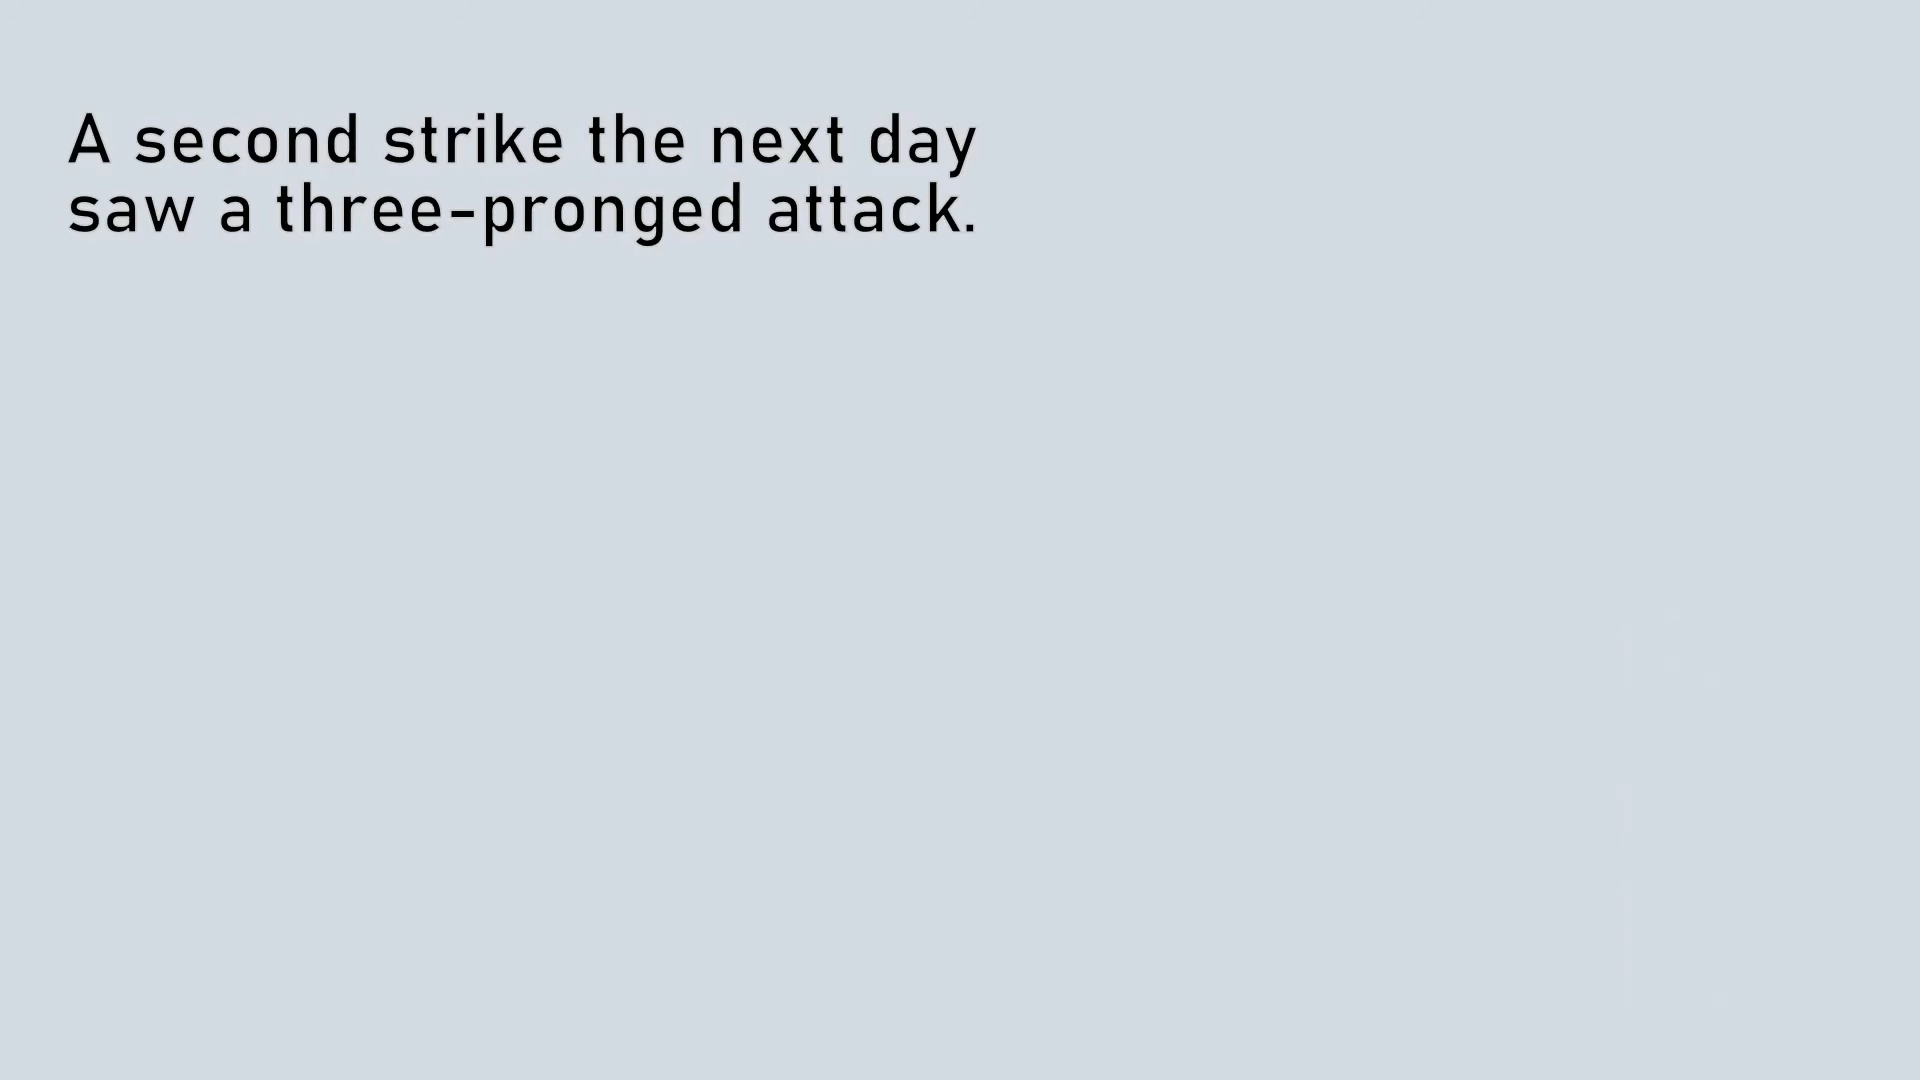 A second strike the next day
saw a three-pronged attack.